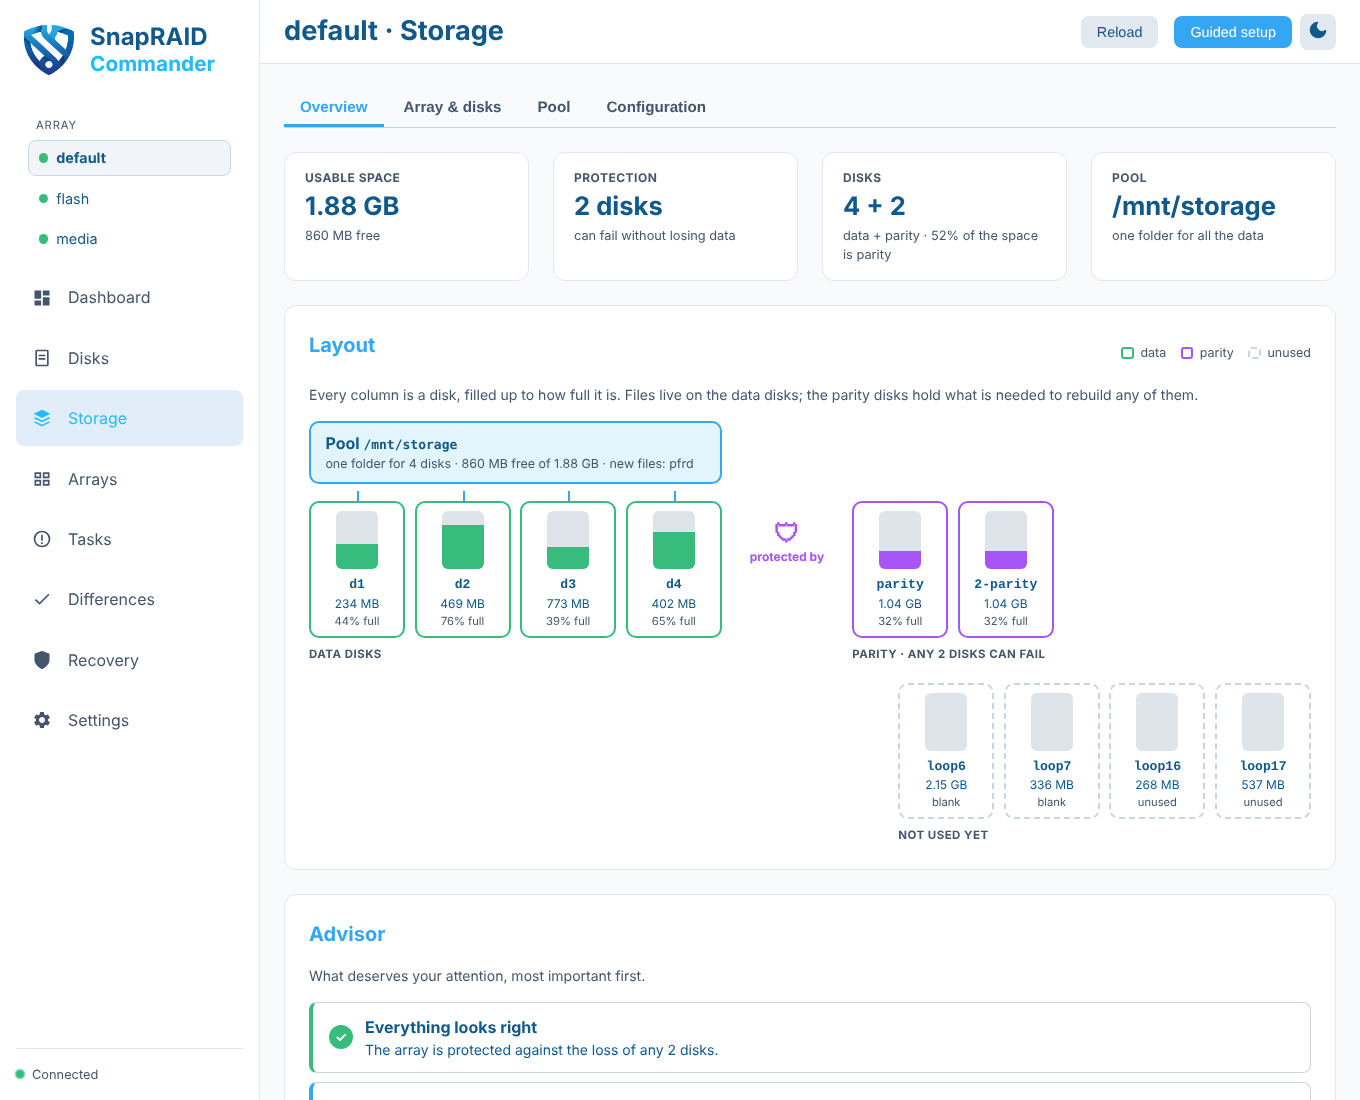 SnapRAID
Commander
ARRAY
default
flash
media
Dashboard
Disks
Storage
Arrays
Tasks
Differences
Recovery
Settings
Connected
default · Storage
Reload
Guided setup
Overview
Array & disks
Pool
Configuration
USABLE SPACE
1.88 GB
860 MB free
PROTECTION
2 disks
can fail without losing data
DISKS
4 + 2
data + parity · 52% of the space
is parity
POOL
/mnt/storage
one folder for all the data
Layout
data
parity
unused
Every column is a disk, filled up to how full it is. Files live on the data disks; the parity disks hold what is needed to rebuild any of them.
Pool /mnt/storage
one folder for 4 disks · 860 MB free of 1.88 GB · new files: pfrd
d1
234 MB
44% full
d2
469 MB
76% full
d3
773 MB
39% full
d4
402 MB
65% full
DATA DISKS
protected by
parity
1.04 GB
32% full
2-parity
1.04 GB
32% full
PARITY · ANY 2 DISKS CAN FAIL
loop6
2.15 GB
blank
loop7
336 MB
blank
loop16
268 MB
unused
loop17
537 MB
unused
NOT USED YET
Advisor
What deserves your attention, most important first.
Everything looks right
The array is protected against the loss of any 2 disks.